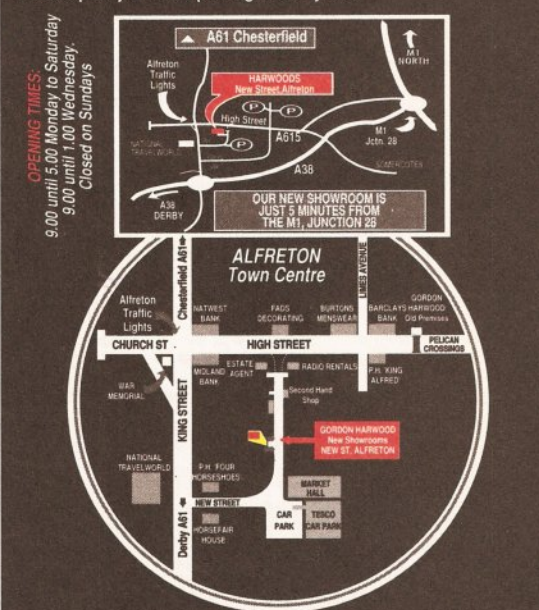 OPENING TIMES:
9.00 until 5.00 Monday to Saturday
9.00 until 1.00 Wednesday.
Closed on Sundays
A61 Chesterfield
M1
NORTH
Alfreton
Traffic
Lights
HARWOODS
New Street, Alfreton
P
P
High Street
P
A615
NATIONAL
TRAVELWORLD
M1
Jctn. 28
SOMERCOTES
A38
A38
DERBY
OUR NEW SHOWROOM IS
JUST 5 MINUTES FROM
THE M1, JUNCTION 28
ALFRETON
Town Centre
Chesterfield A61
LIMES AVENUE
Alfreton
Traffic
Lights
NATWEST
BANK
FADS
DECORATING
BURTONS
MENSWEAR
BARCLAYS
BANK
GORDON
HARWOOD
Old Premises
CHURCH ST
HIGH STREET
PELICAN
CROSSINGS
MIDLAND
BANK
ESTATE
AGENT
RADIO RENTALS
P.H. 'KING
ALFRED
WAR
MEMORIAL
KING STREET
Second Hand
Shop
GORDON HARWOOD
New Showrooms
NEW ST. ALFRETON
NATIONAL
TRAVELWORLD
P.H. 'FOUR
HORSESHOES'
MARKET
HALL
NEW STREET
CAR
PARK
TESCO
CAR PARK
Derby A61
HORSEFAIR
HOUSE